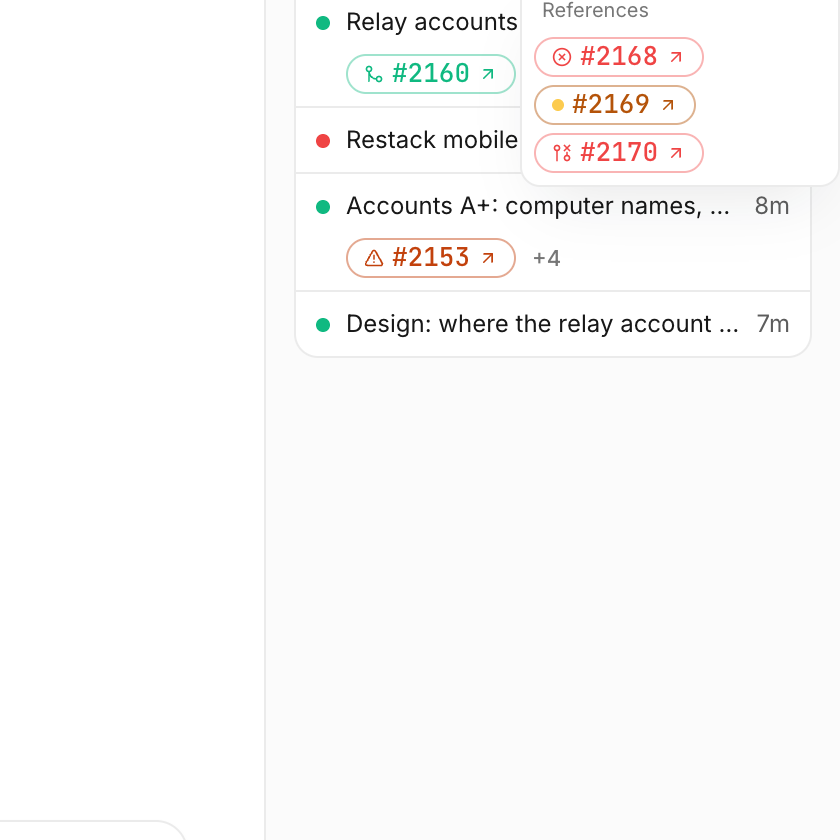 References
Relay accounts
#2168
#2160
#2169
Restack mobile
#2170
Accounts A+: computer names, ... 8m
#2153 +4
Design: where the relay account ... 7m